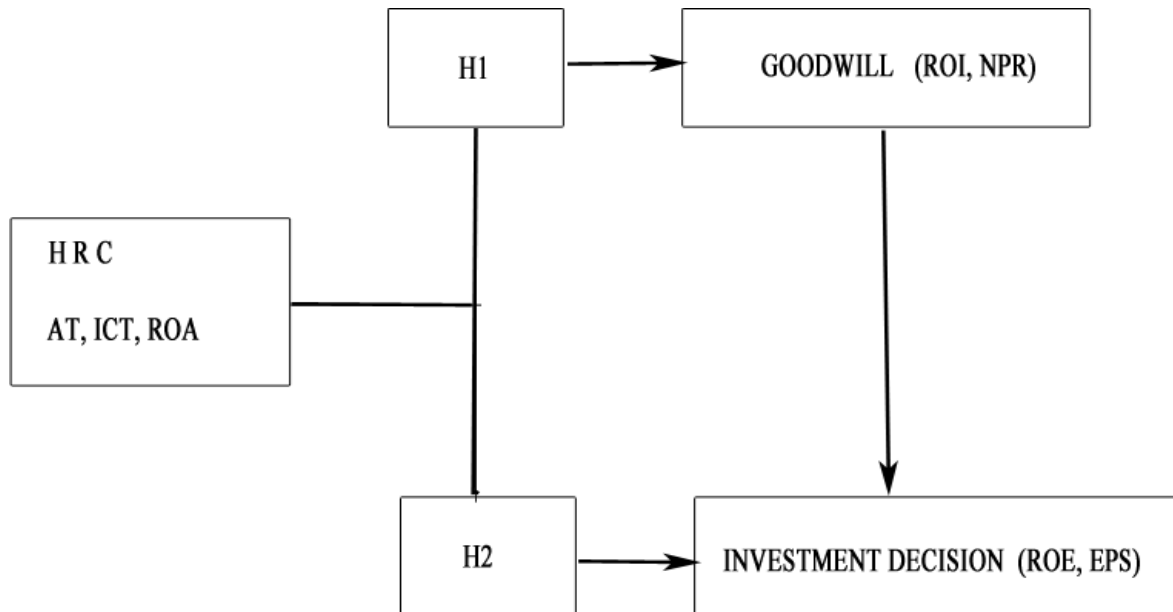 H1
GOODWILL (ROI, NPR)
H R C
AT, ICT, ROA
H2
INVESTMENT DECISION (ROE, EPS)